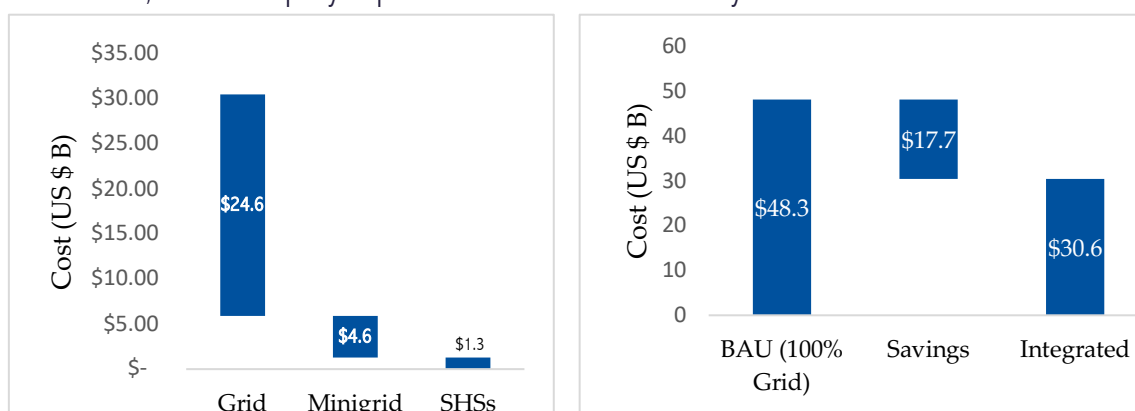 $35.00
$30.00
$25.00
$20.00
$15.00
$10.00
$5.00
$-
Cost (US $ B)
$24.6
$4.6
$1.3
Grid
Minigrid
SHSs
60
50
40
30
20
10
0
Cost (US $ B)
$48.3
$17.7
$30.6
BAU (100%
Grid)
Savings
Integrated